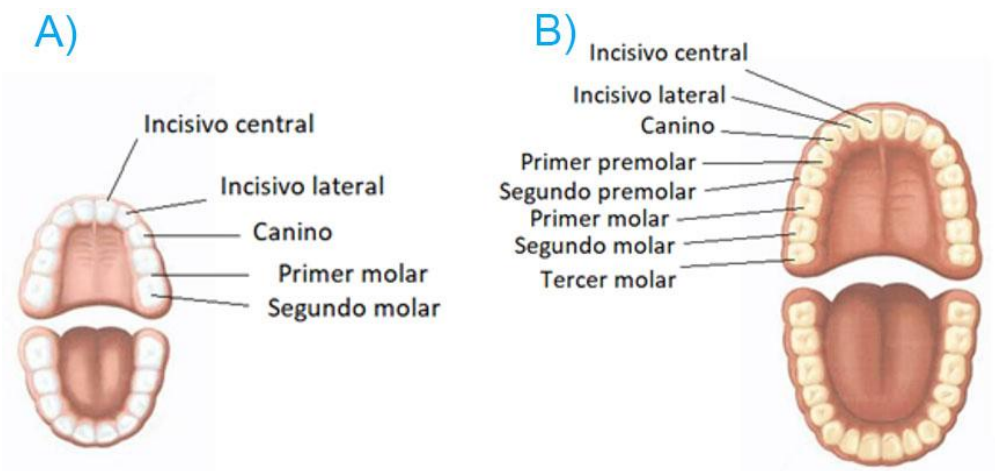 A)
Incisivo central
Incisivo lateral
Canino
Primer molar
Segundo molar
B)
Incisivo central
Incisivo lateral
Canino
Primer premolar
Segundo premolar
Primer molar
Segundo molar
Tercer molar